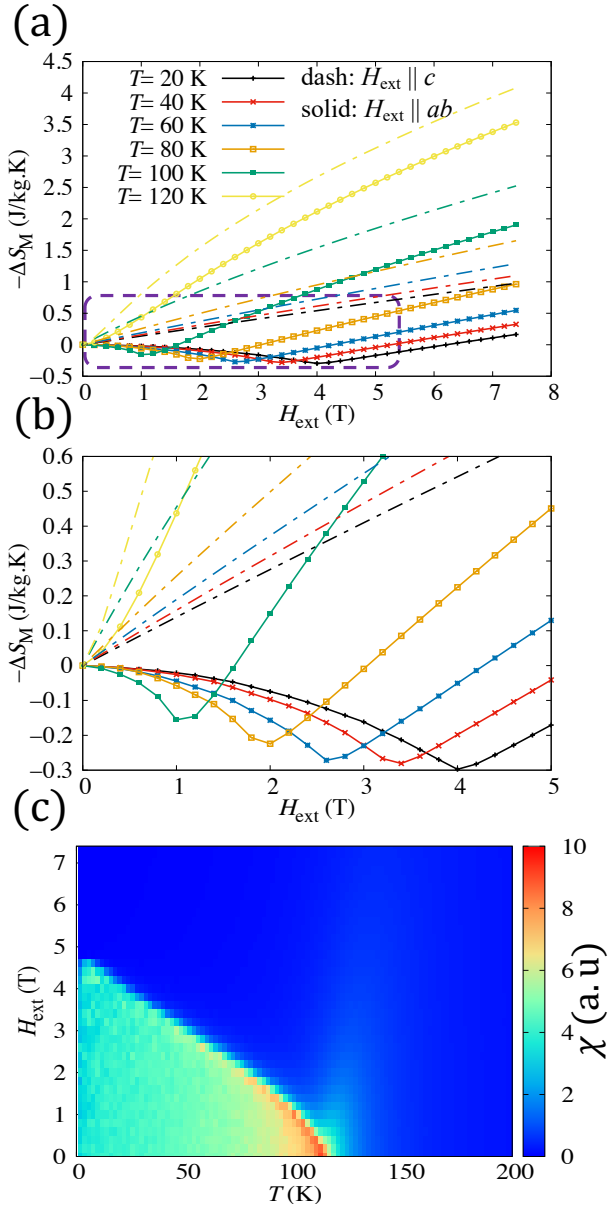 (a)
4.5
4
3.5
3
2.5
2
1.5
1
0.5
0
−0.5
−ΔS_M (J/kg.K)
T= 20 K
T= 40 K
T= 60 K
T= 80 K
T= 100 K
T= 120 K
dash: H_ext || c
solid: H_ext || ab
0 1 2 3 4 5 6 7 8
H_ext (T)
(b)
0.6
0.5
0.4
0.3
0.2
0.1
0
−0.1
−0.2
−0.3
−ΔS_M (J/kg.K)
0 1 2 3 4 5
H_ext (T)
(c)
7
6
5
4
3
2
1
0
H_ext (T)
0 50 100 150 200
T (K)
10
8
6
4
2
0
χ (a.u)